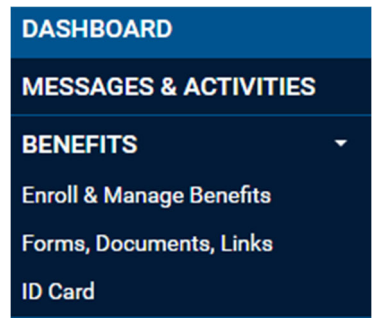 DASHBOARD
MESSAGES & ACTIVITIES
BENEFITS
Enroll & Manage Benefits
Forms, Documents, Links
ID Card